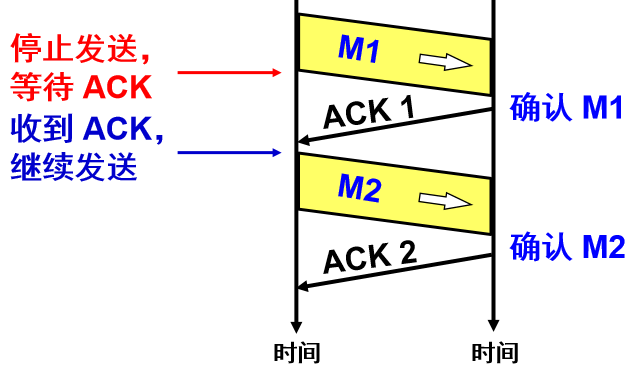 停止发送，
等待 ACK
收到 ACK，
继续发送
M1
ACK 1
确认 M1
M2
ACK 2
确认 M2
时间
时间